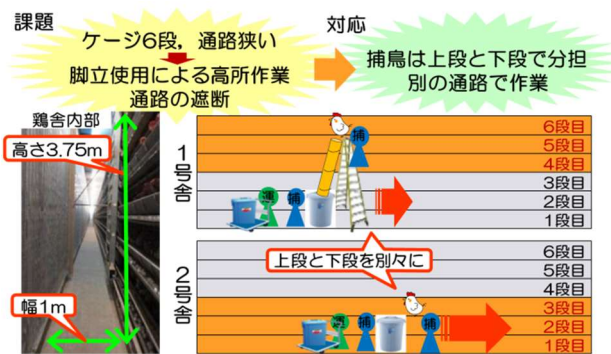 課題
ケージ6段，通路狭い
脚立使用による高所作業
通路の遮断
対応
捕鳥は上段と下段で分担
別の通路で作業
鶏舎内部
高さ3.75m
幅1m
1号舎
6段目
5段目
4段目
3段目
2段目
1段目
捕
運
捕
上段と下段を別々に
2号舎
6段目
5段目
4段目
3段目
2段目
1段目
運
捕
捕